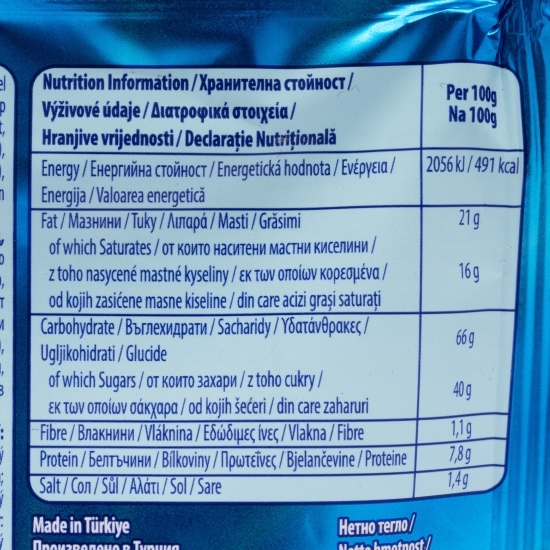 Nutrition Information / Хранителна стойност /
Výživové údaje / Διατροφικά στοιχεία /
Hranjive vrijednosti / Declarație Nutrițională
Per 100g
Na 100g
Energy / Енергийна стойност / Energetická hodnota / Ενέργεια /
Energija / Valoarea energetică
2056 kJ / 491 kcal
Fat / Мазнини / Tuky / Λιπαρά / Masti / Grăsimi
21 g
of which Saturates / от които наситени мастни киселини /
z toho nasycené mastné kyseliny / εκ των οποίων κορεσμένα /
16 g
od kojih zasićene masne kiseline / din care acizi grași saturați
Carbohydrate / Въглехидрати / Sacharidy / Υδατάνθρακες /
Ugljikohidrati / Glucide
66 g
of which Sugars / от които захари / z toho cukry /
εκ των οποίων σάκχαρα / od kojih šećeri / din care zaharuri
40 g
Fibre / Влакнини / Vláknina / Εδώδιμες ίνες / Vlakna / Fibre
1,1 g
Protein / Белтъчини / Bílkoviny / Πρωτεΐνες / Bjelančevine / Proteine
7,8 g
Salt / Сол / Sůl / Αλάτι / Sol / Sare
1,4 g
Made in Türkiye
Произведено в Турция
Нетно тегло /
Netto hmotnost /